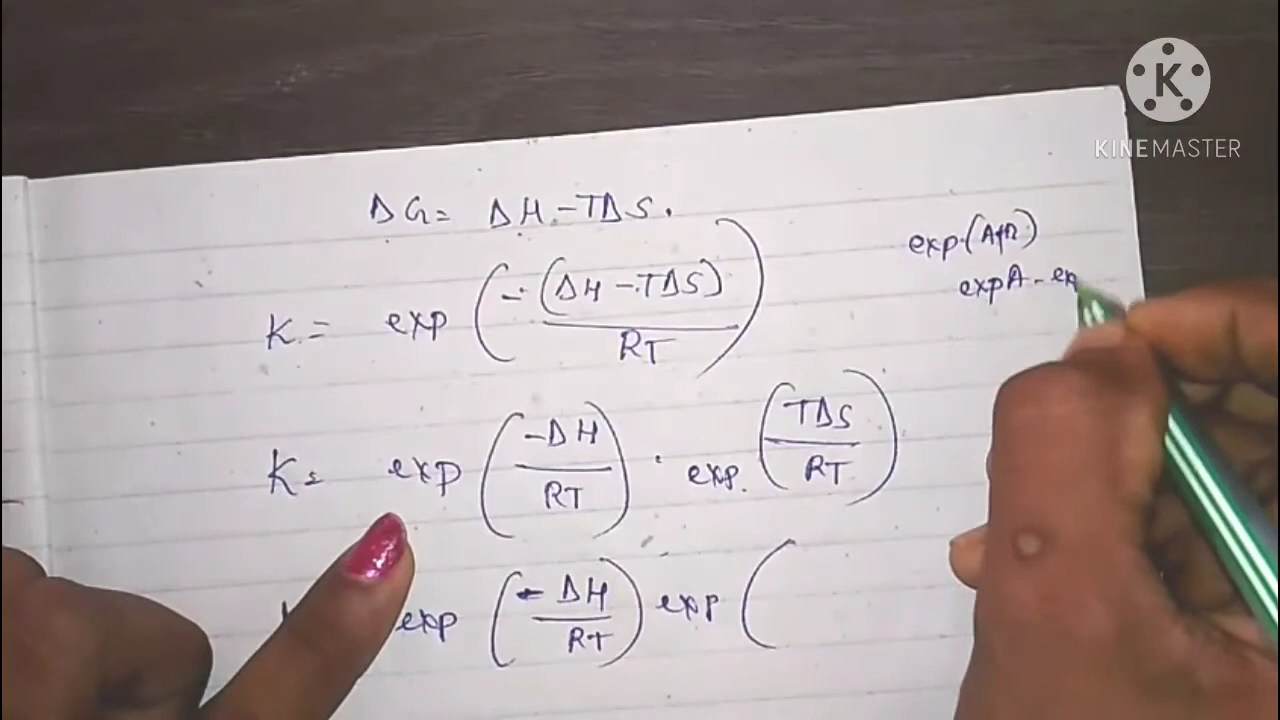 K
KINEMASTER
ΔG = ΔH - TΔS.
K = exp (-(ΔH - TΔS) / RT)
exp (A+B)
expA - ex
K = exp (-ΔH / RT) · exp. (TΔS / RT)
exp (-ΔH / RT) exp (